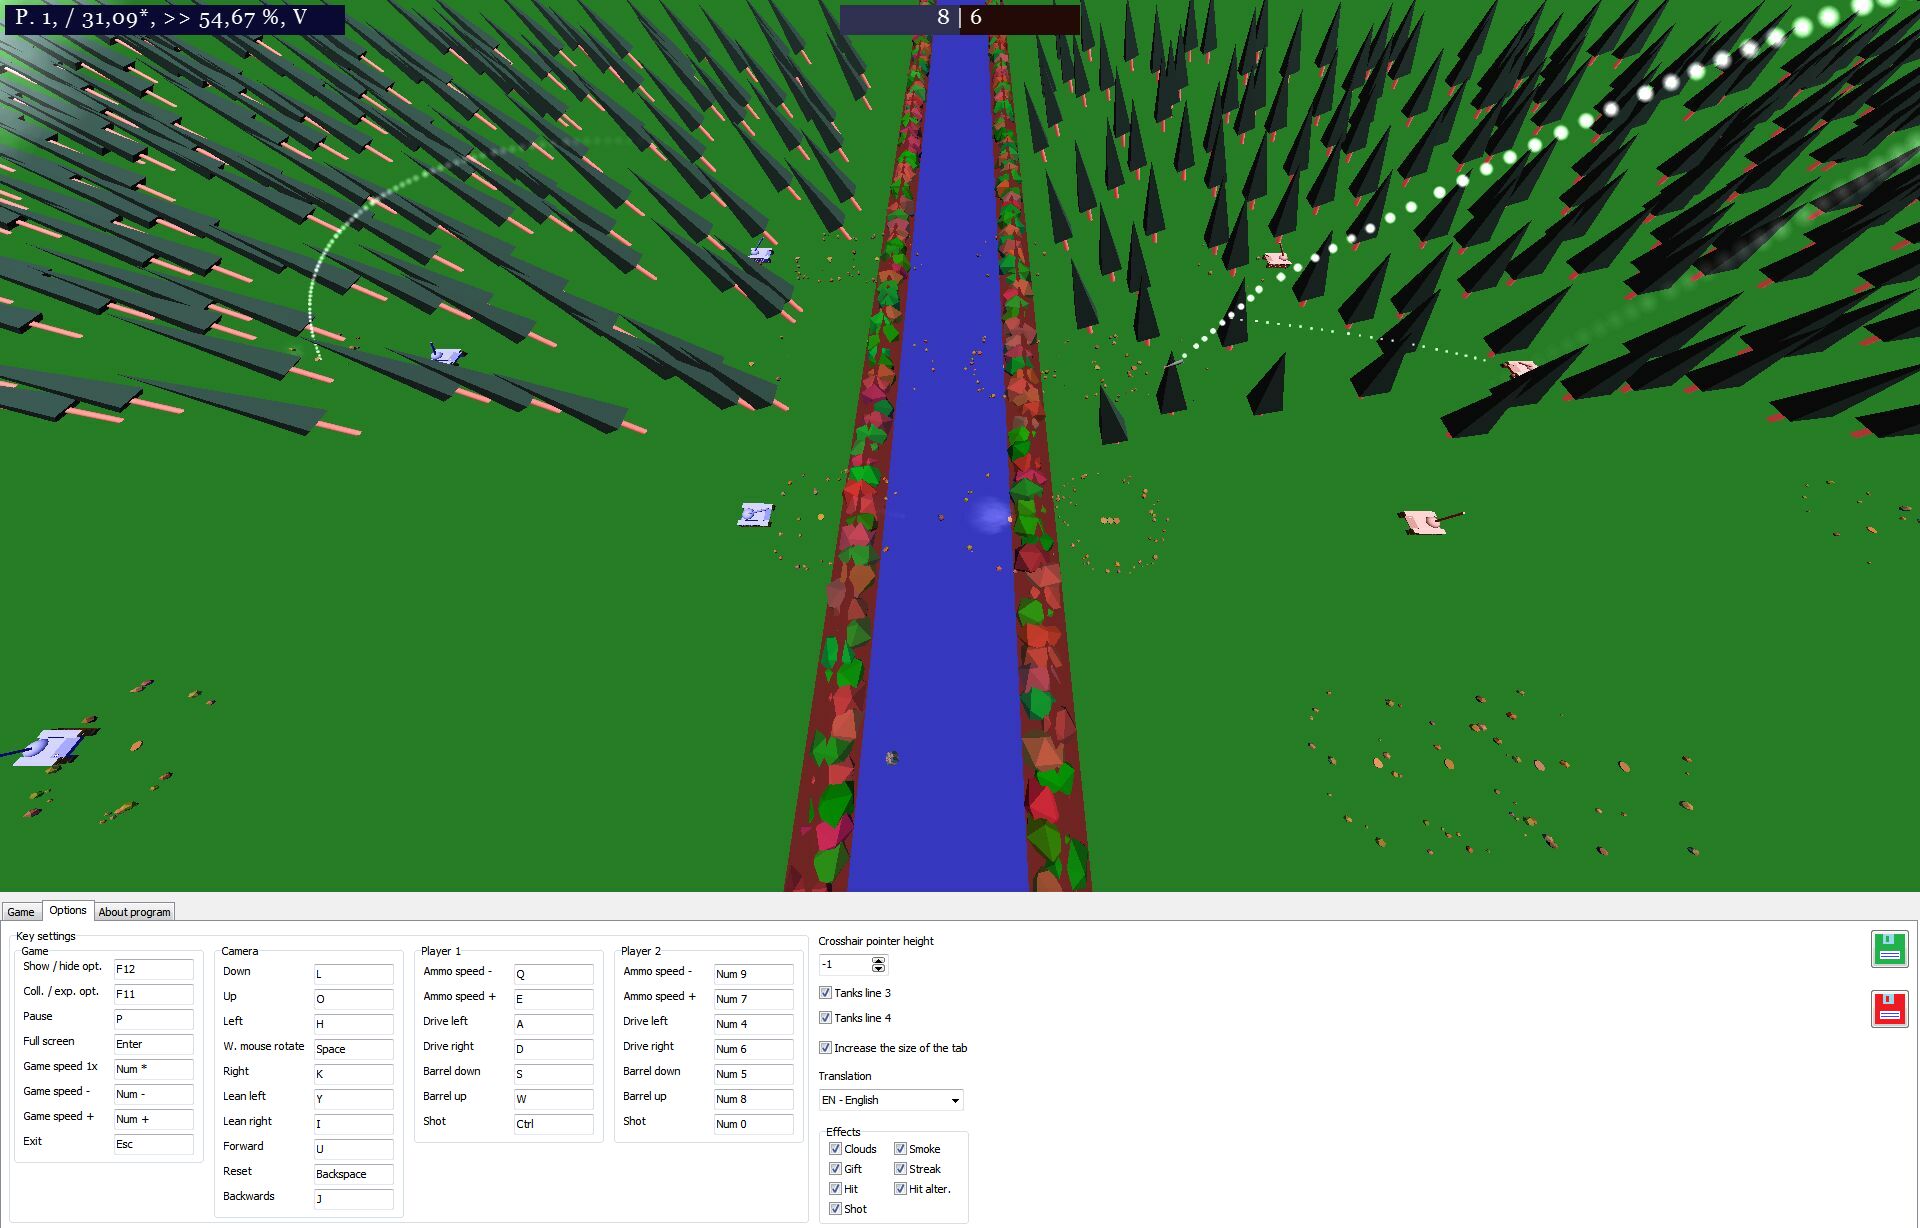 P. 1, / 31,09*, >> 54,67 %, V
8 | 6
Game
Options
About program
Key settings
Game
Show / hide opt. F12
Coll. / exp. opt. F11
Pause P
Full screen Enter
Game speed 1x Num *
Game speed - Num -
Game speed + Num +
Exit Esc
Camera
Down L
Up O
Left H
W. mouse rotate Space
Right K
Lean left Y
Lean right I
Forward U
Reset Backspace
Backwards J
Player 1
Ammo speed - Q
Ammo speed + E
Drive left A
Drive right D
Barrel down S
Barrel up W
Shot Ctrl
Player 2
Ammo speed - Num 9
Ammo speed + Num 7
Drive left Num 4
Drive right Num 6
Barrel down Num 5
Barrel up Num 8
Shot Num 0
Crosshair pointer height
-1
Tanks line 3
Tanks line 4
Increase the size of the tab
Translation
EN - English
Effects
Clouds Smoke
Gift Streak
Hit Hit alter.
Shot